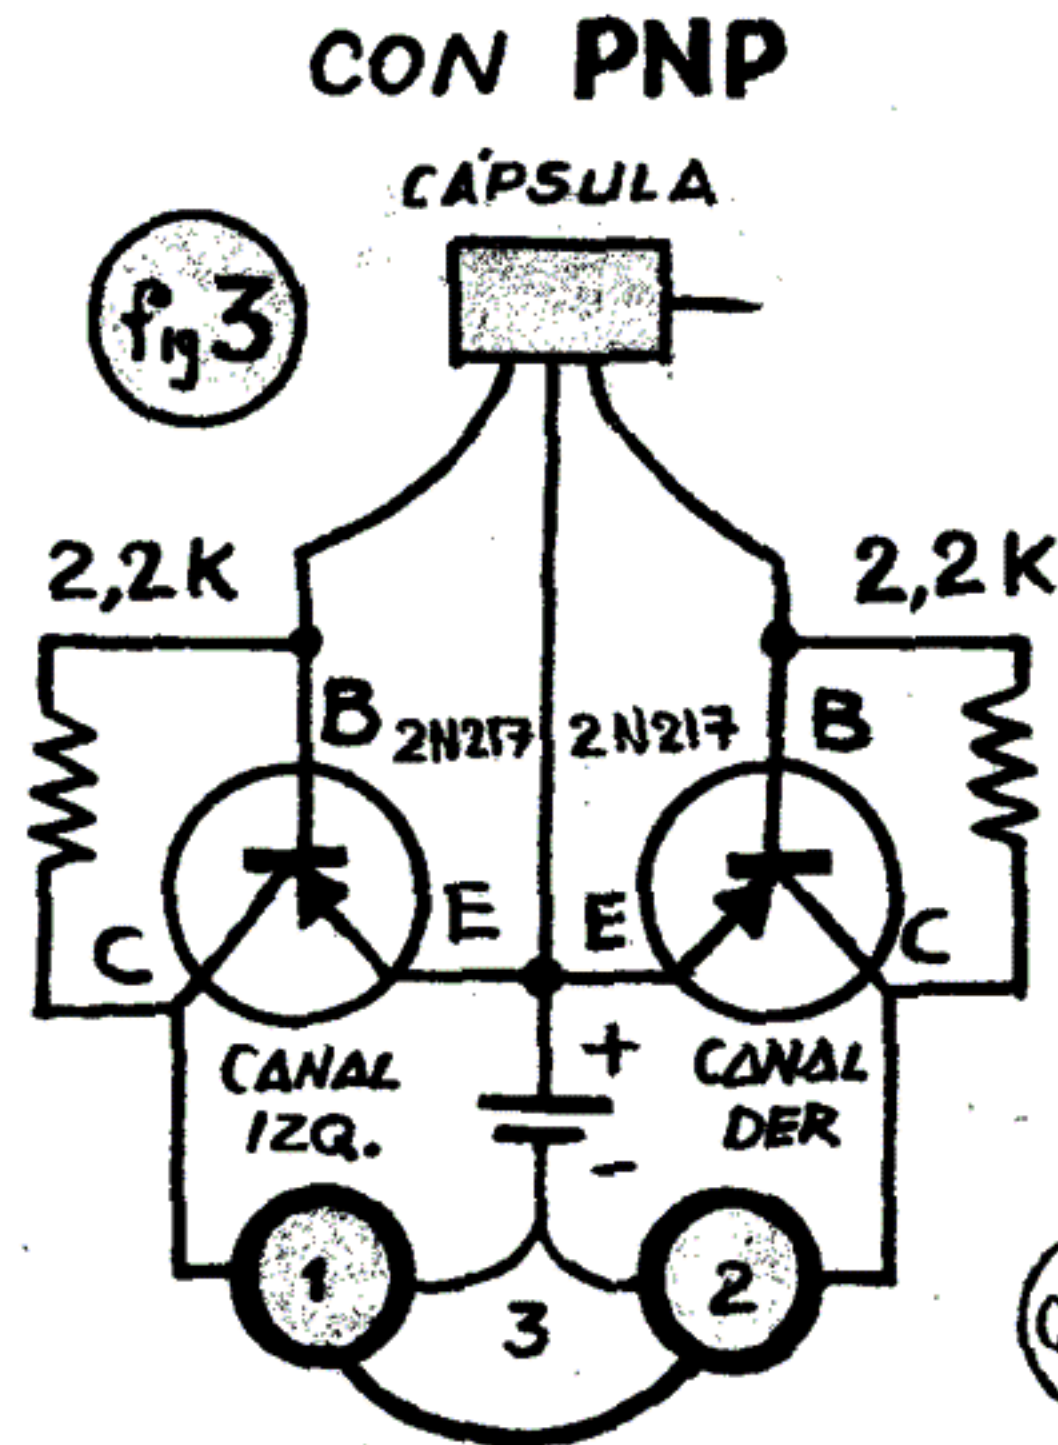 CON PNP
CÁPSULA
fig 3
2,2K
2,2K
B
2N217
2N217
B
C
E
E
C
+
CANAL
IZQ.
CANAL
DER
-
1
2
3